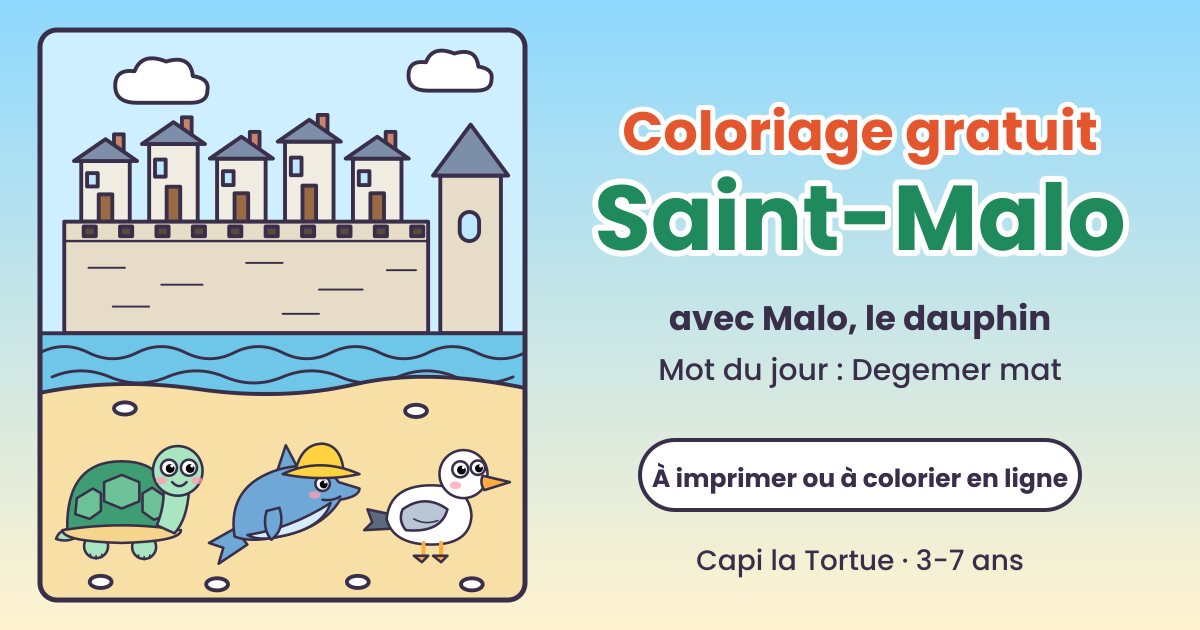 Coloriage gratuit
Saint-Malo
avec Malo, le dauphin
Mot du jour : Degemer mat
À imprimer ou à colorier en ligne
Capi la Tortue · 3-7 ans